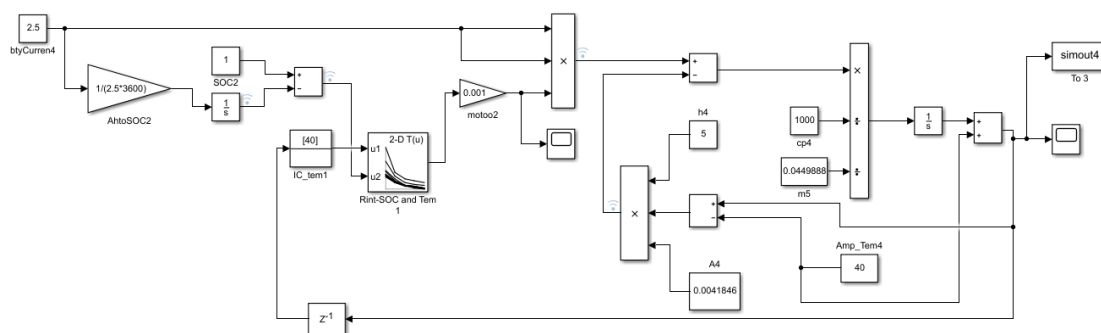 2.5
btyCurren4
1/(2.5*3600)
AhtoSOC2
1
SOC2
+
−
1
s
[40]
IC_tem1
2-D T(u)
u1
u2
Rint-SOC and Tem
1
0.001
motoo2
×
+
−
h4
5
×
+
−
A4
0.0041846
Amp_Tem4
40
1000
cp4
0.0449888
m5
×
÷
÷
1
s
+
+
simout4
To 3
Z-1